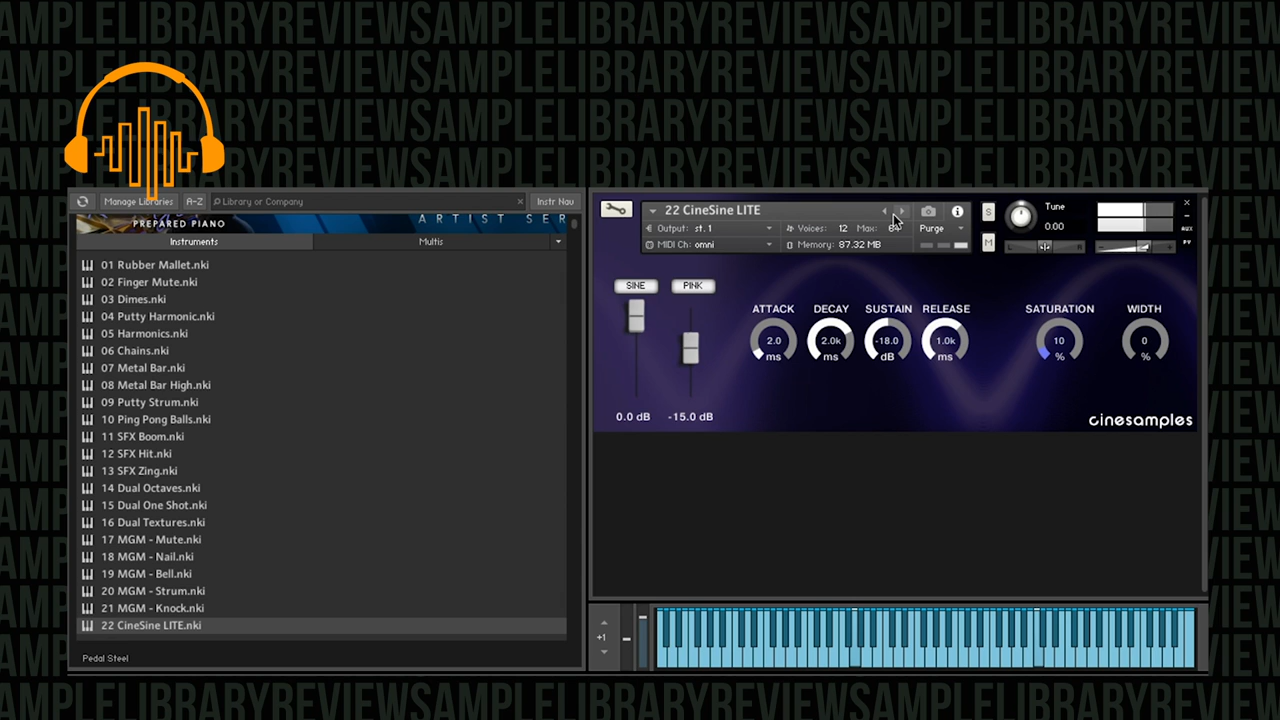 SAMPLELIBRARYREVIEWSAMPLELIBRARYREVIEW
Manage Libraries
A-Z
Library or Company
Instr Nav
PREPARED PIANO
ARTIST SER
Instruments
Multis
01 Rubber Mallet.nki
02 Finger Mute.nki
03 Dimes.nki
04 Putty Harmonic.nki
05 Harmonics.nki
06 Chains.nki
07 Metal Bar.nki
08 Metal Bar High.nki
09 Putty Strum.nki
10 Ping Pong Balls.nki
11 SFX Boom.nki
12 SFX Hit.nki
13 SFX Zing.nki
14 Dual Octaves.nki
15 Dual One Shot.nki
16 Dual Textures.nki
17 MGM - Mute.nki
18 MGM - Nail.nki
19 MGM - Bell.nki
20 MGM - Strum.nki
21 MGM - Knock.nki
22 CineSine LITE.nki
Pedal Steel
22 CineSine LITE
Output: st. 1
Voices: 12 Max:
Purge
MIDI Ch: omni
Memory: 87.32 MB
S
M
Tune
0.00
L R
AUX
PV
SINE PINK
0.0 dB -15.0 dB
ATTACK DECAY SUSTAIN RELEASE
2.0 2.0k -18.0 1.0k
ms ms dB ms
SATURATION WIDTH
10 0
% %
cinesamples
+1